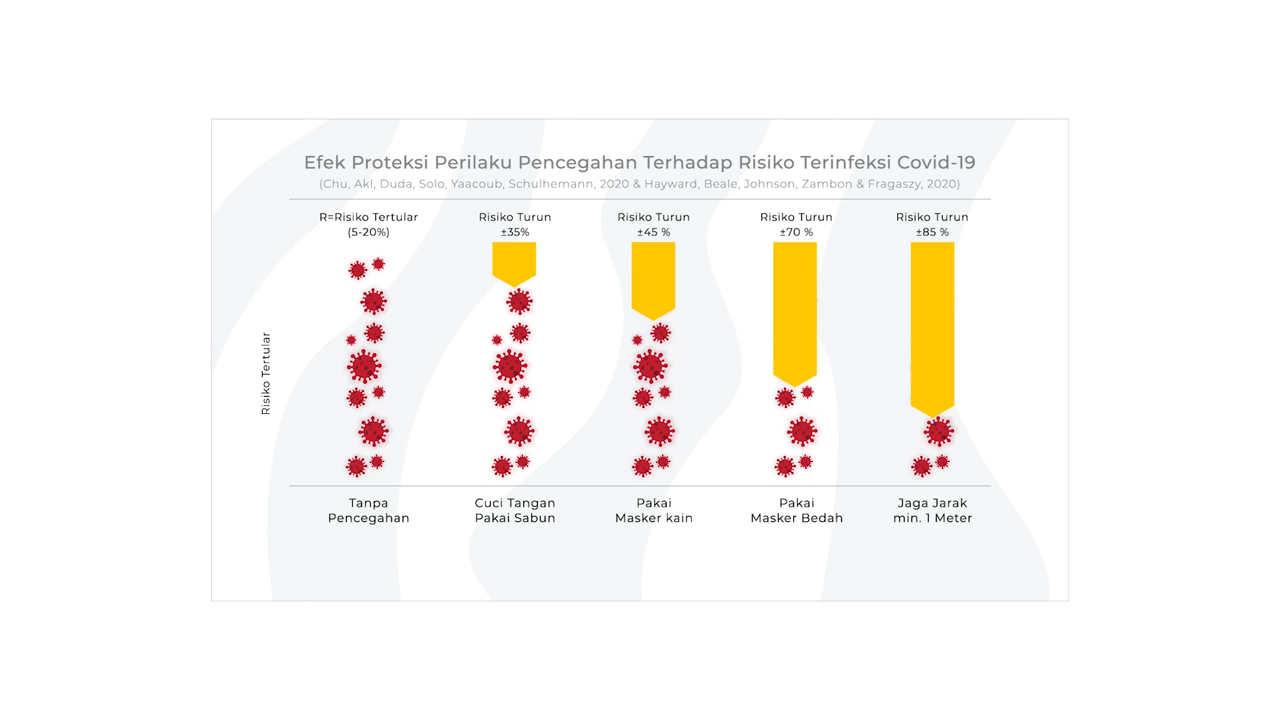 Efek Proteksi Perilaku Pencegahan Terhadap Risiko Terinfeksi Covid-19
(Chu, Akl, Duda, Solo, Yaacoub, Schulhemann, 2020 & Hayward, Beale, Johnson, Zambon & Fragaszy, 2020)
R=Risiko Tertular
(5-20%)
Risiko Turun
±35%
Risiko Turun
±45 %
Risiko Turun
±70 %
Risiko Turun
±85 %
Risiko Tertular
Tanpa
Pencegahan
Cuci Tangan
Pakai Sabun
Pakai
Masker kain
Pakai
Masker Bedah
Jaga Jarak
min. 1 Meter